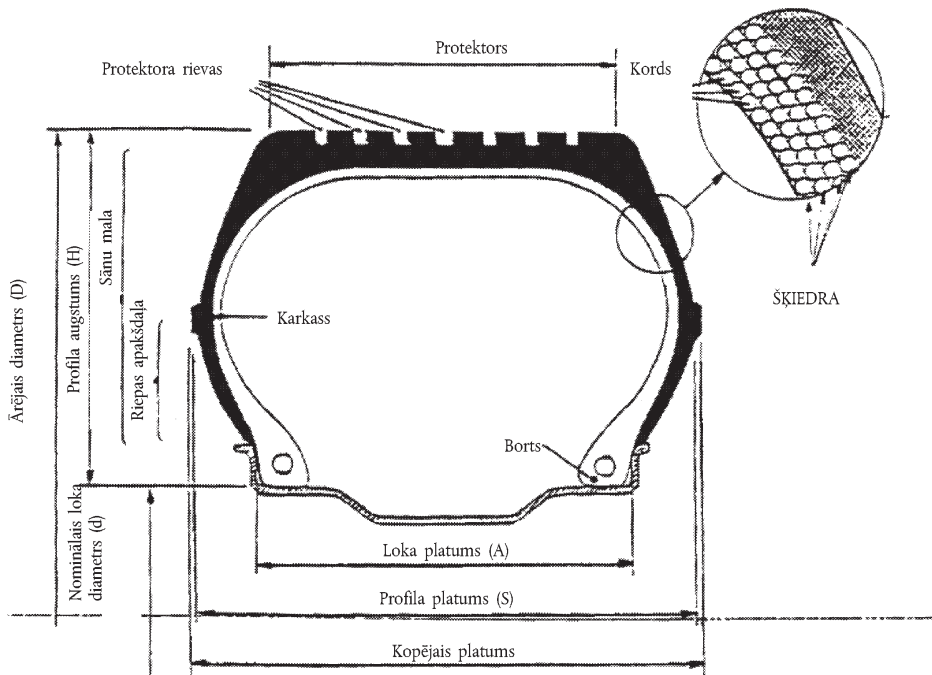 Protektors
Protektora rievas
Kords
Ārējais diametrs (D)
Profila augstums (H)
Sānu mala
Riepas apakšdaļa
Karkass
ŠĶIEDRA
Borts
Nominālais loka
diametrs (d)
Loka platums (A)
Profila platums (S)
Kopējais platums